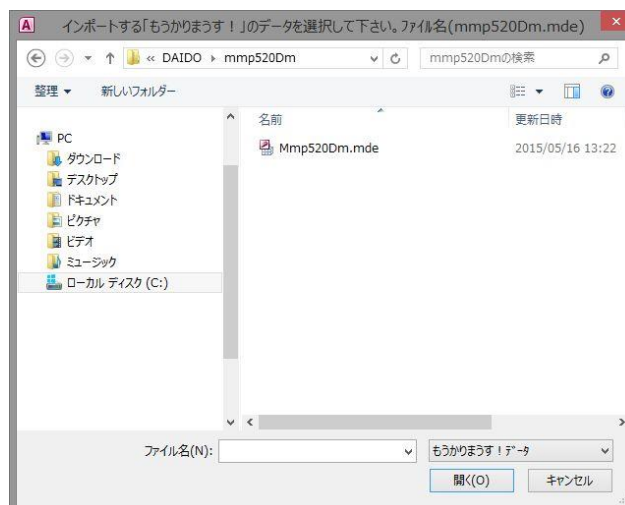 インポートする「もうかりまうす！」のデータを選択して下さい。ﾌｧｲﾙ名(mmp520Dm.mde)
« DAIDO ▸ mmp520Dm
mmp520Dmの検索
整理 ▾ 新しいフォルダー
名前 更新日時
PC
ダウンロード
デスクトップ
ドキュメント
ピクチャ
ビデオ
ミュージック
ローカル ディスク (C:)
Mmp520Dm.mde 2015/05/16 13:22
ファイル名(N):
もうかりまうす！ﾃﾞｰﾀ
開く(O) キャンセル